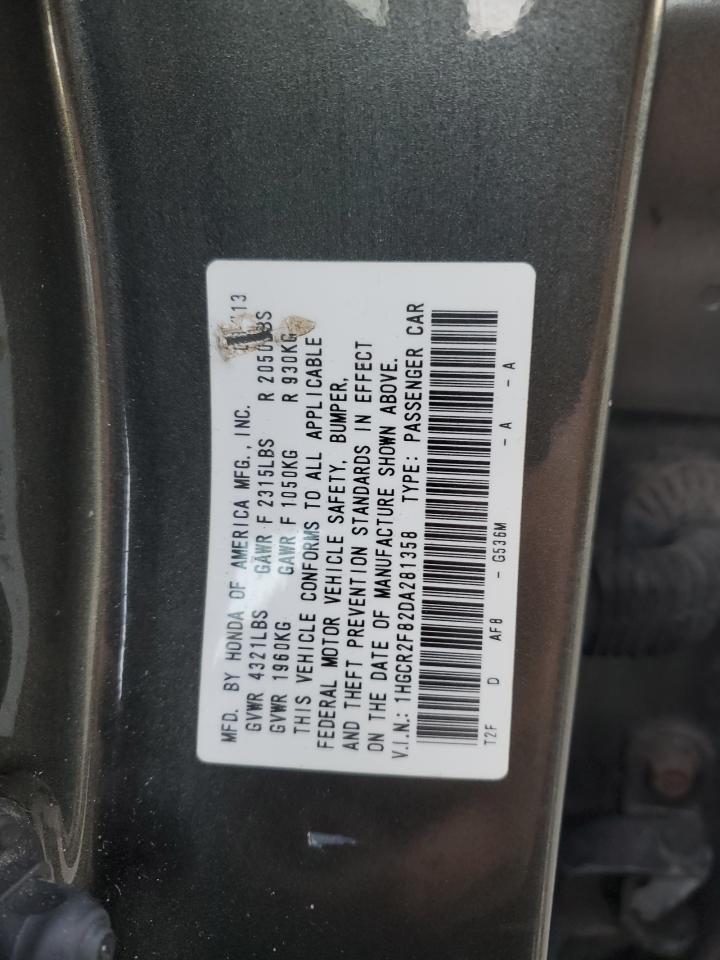 MFD. BY HONDA OF AMERICA MFG., INC. 13
GVWR 4321LBS GAWR F 2315LBS R 2050LBS
GVWR 1960KG GAWR F 1050KG R 930KG
THIS VEHICLE CONFORMS TO ALL APPLICABLE
FEDERAL MOTOR VEHICLE SAFETY, BUMPER,
AND THEFT PREVENTION STANDARDS IN EFFECT
ON THE DATE OF MANUFACTURE SHOWN ABOVE.
V.I.N.: 1HGCR2F82DA281358 TYPE: PASSENGER CAR
T2F D AF8 - G536M - A - A